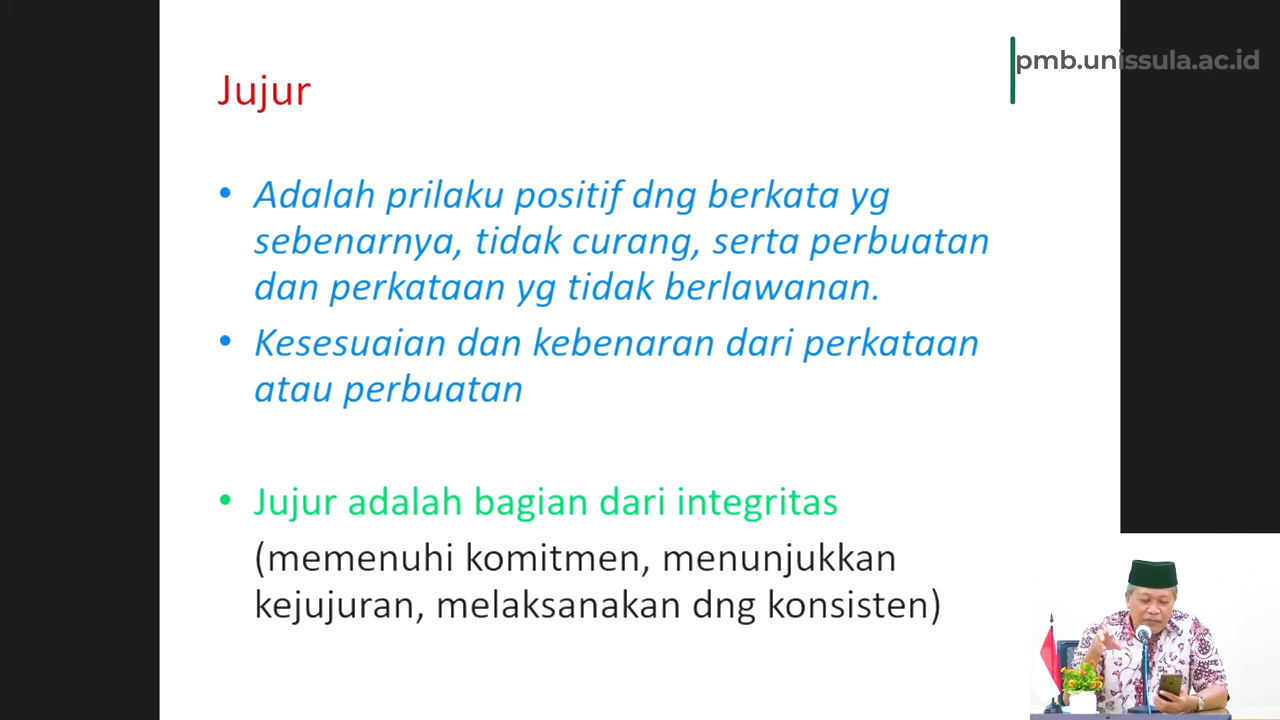 pmb.unissula.ac.id
Jujur
• Adalah prilaku positif dng berkata yg
sebenarnya, tidak curang, serta perbuatan
dan perkataan yg tidak berlawanan.
• Kesesuaian dan kebenaran dari perkataan
atau perbuatan
• Jujur adalah bagian dari integritas
(memenuhi komitmen, menunjukkan
kejujuran, melaksanakan dng konsisten)